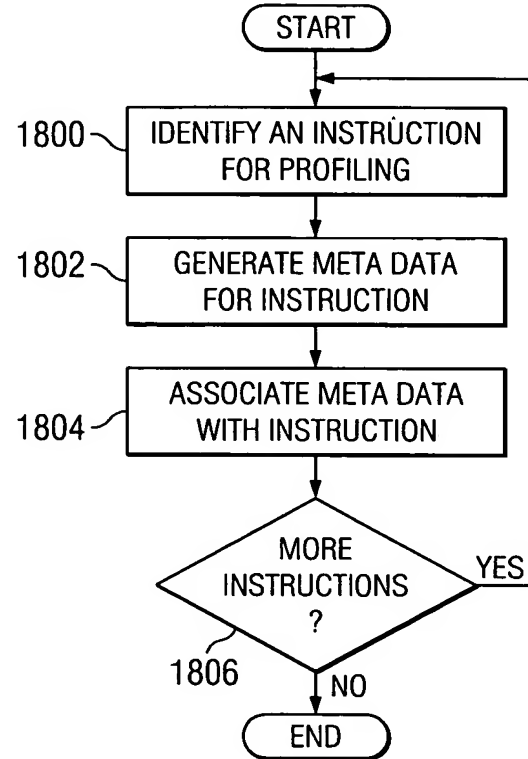 START
1800
IDENTIFY AN INSTRUCTION
FOR PROFILING
1802
GENERATE META DATA
FOR INSTRUCTION
1804
ASSOCIATE META DATA
WITH INSTRUCTION
MORE
INSTRUCTIONS
?
YES
1806
NO
END